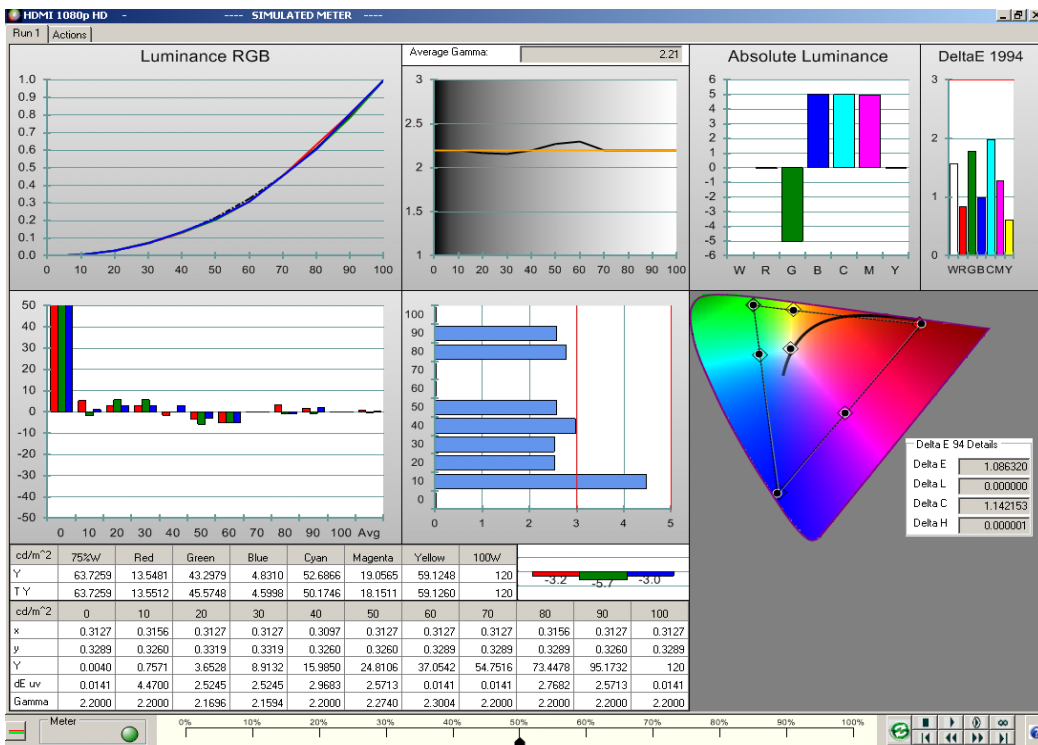 HDMI 1080p HD - ---- SIMULATED METER ----
Run 1 Actions
Luminance RGB
1.0
0.9
0.8
0.7
0.6
0.5
0.4
0.3
0.2
0.1
0.0
0 10 20 30 40 50 60 70 80 90 100
Average Gamma: 2.21
3
2.5
2
1.5
1
0 10 20 30 40 50 60 70 80 90 100
Absolute Luminance
6
5
4
3
2
1
0
-1
-2
-3
-4
-5
-6
W R G B C M Y
DeltaE 1994
3
2
1
0
WRGBCMY
50
40
30
20
10
0
-10
-20
-30
-40
-50
0 10 20 30 40 50 60 70 80 90 100 Avg
100
90
80
70
60
50
40
30
20
10
0
0 1 2 3 4 5
Delta E 94 Details
Delta E 1.086320
Delta L 0.000000
Delta C 1.142153
Delta H 0.000001
cd/m^2 75%W Red Green Blue Cyan Magenta Yellow 100W
Y 63.7259 13.5481 43.2979 4.8310 52.6866 19.0565 59.1248 120
T Y 63.7259 13.5512 45.5748 4.5998 50.1746 18.1511 59.1260 120
-3.2 -5.7 -3.0
cd/m^2 0 10 20 30 40 50 60 70 80 90 100
x 0.3127 0.3156 0.3127 0.3127 0.3097 0.3127 0.3127 0.3127 0.3156 0.3127 0.3127
y 0.3289 0.3260 0.3319 0.3319 0.3260 0.3260 0.3289 0.3289 0.3289 0.3260 0.3289
Y 0.0040 0.7571 3.6528 8.9132 15.9850 24.8106 37.0542 54.7516 73.4478 95.1732 120
dE uv 0.0141 4.4700 2.5245 2.5245 2.9683 2.5713 0.0141 0.0141 2.7682 2.5713 0.0141
Gamma 2.2000 2.2000 2.1696 2.1594 2.2000 2.2740 2.3004 2.2000 2.2000 2.2000 2.2000
Meter
0% 10% 20% 30% 40% 50% 60% 70% 80% 90% 100%